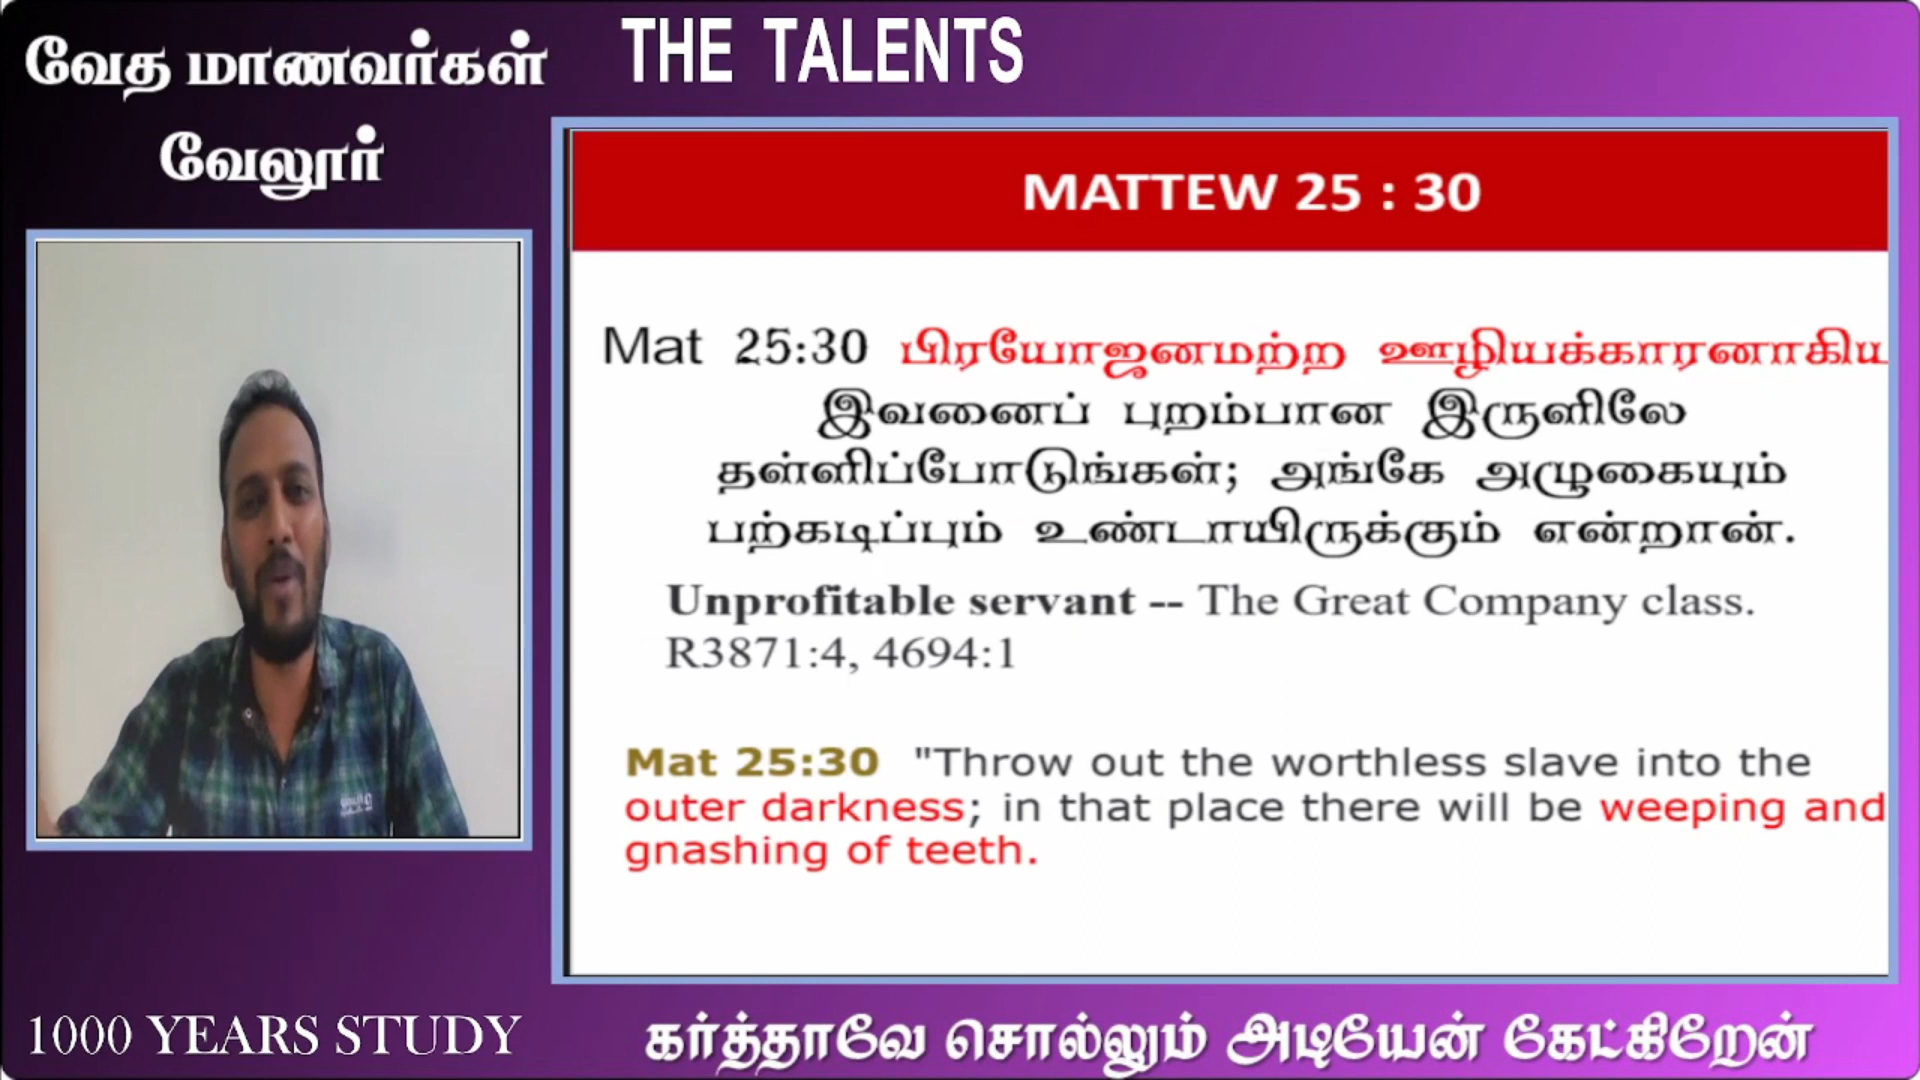 வேத மாணவர்கள்
வேலூர்
THE TALENTS
MATTEW 25 : 30
Mat 25:30 பிரயோஜனமற்ற ஊழியக்காரனாகிய
இவனைப் புறம்பான இருளிலே
தள்ளிப்போடுங்கள்; அங்கே அழுகையும்
பற்கடிப்பும் உண்டாயிருக்கும் என்றான்.
Unprofitable servant -- The Great Company class.
R3871:4, 4694:1
Mat 25:30 "Throw out the worthless slave into the
outer darkness; in that place there will be weeping and
gnashing of teeth.
1000 YEARS STUDY
கர்த்தாவே சொல்லும் அடியேன் கேட்கிறேன்